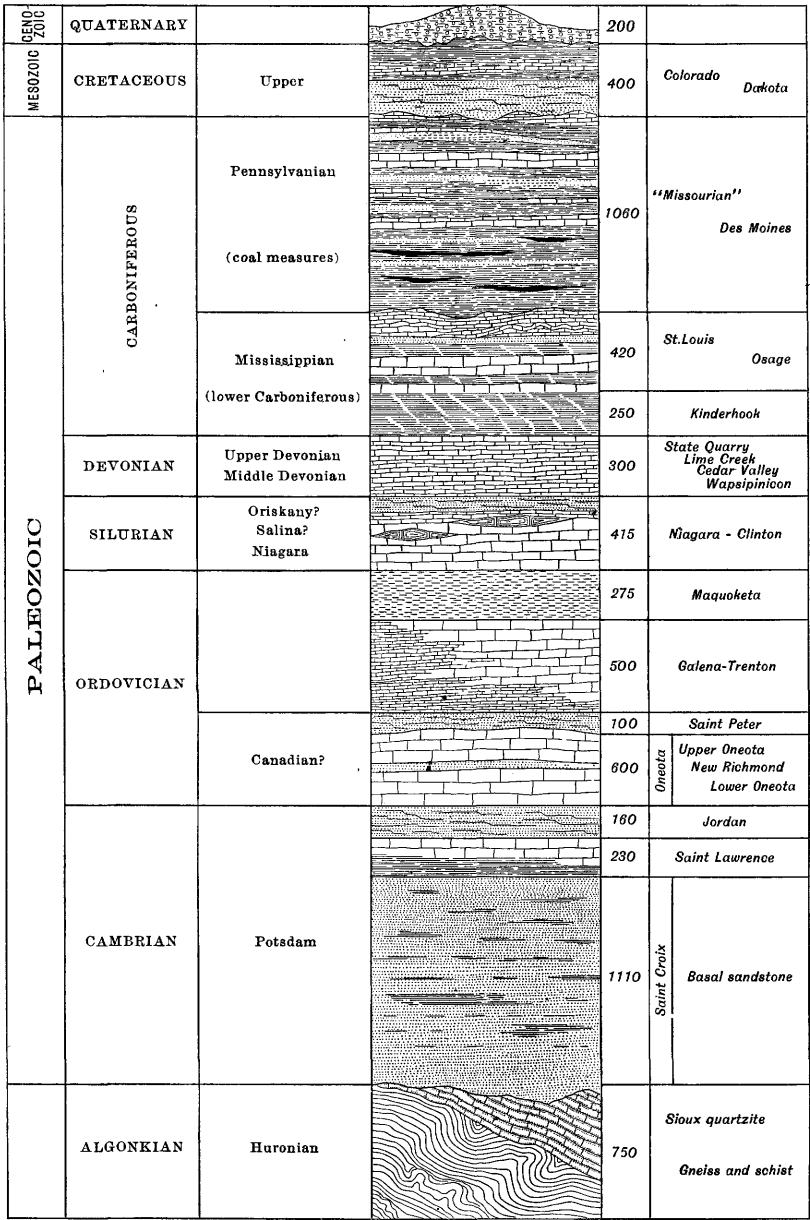 CENO-
ZOIC
QUATERNARY
200
MESOZOIC
CRETACEOUS
Upper
400
Colorado
Dakota
PALEOZOIC
CARBONIFEROUS
Pennsylvanian
(coal measures)
1060
"Missourian"
Des Moines
Mississippian
(lower Carboniferous)
420
St.Louis
Osage
250
Kinderhook
DEVONIAN
Upper Devonian
Middle Devonian
300
State Quarry
Lime Creek
Cedar Valley
Wapsipinicon
SILURIAN
Oriskany?
Salina?
Niagara
415
Niagara - Clinton
ORDOVICIAN
275
Maquoketa
500
Galena-Trenton
Canadian?
100
Saint Peter
600
Oneota
Upper Oneota
New Richmond
Lower Oneota
CAMBRIAN
Potsdam
160
Jordan
230
Saint Lawrence
1110
Saint Croix
Basal sandstone
ALGONKIAN
Huronian
750
Sioux quartzite
Gneiss and schist